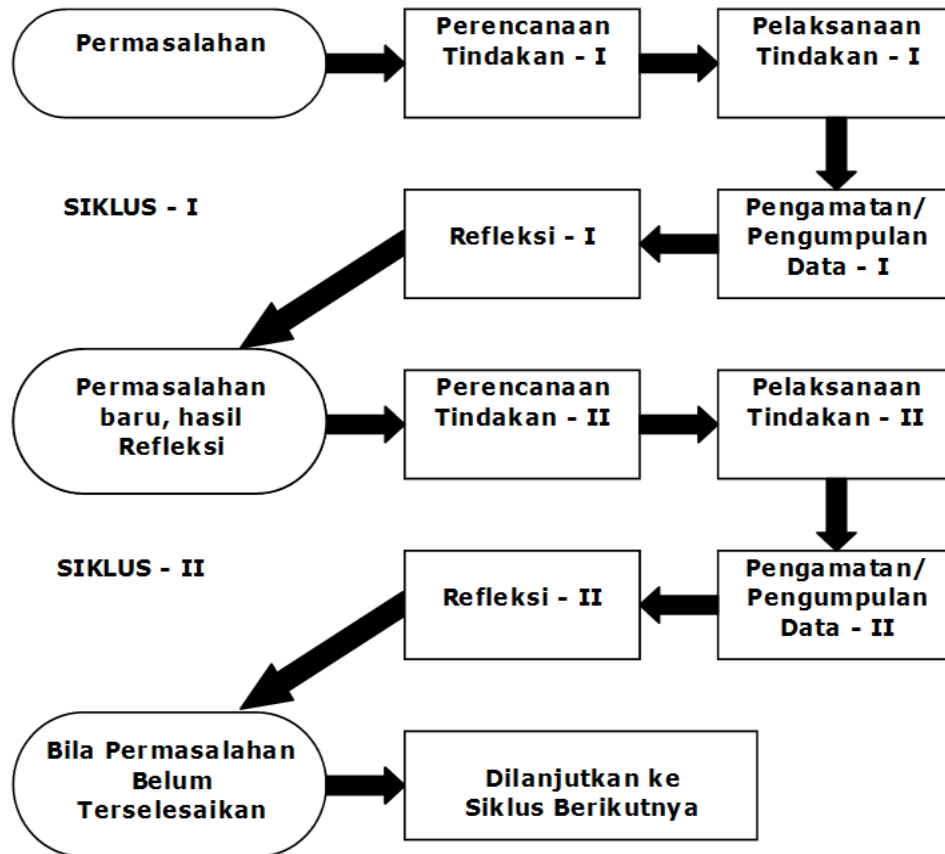 Permasalahan
Perencanaan
Tindakan - I
Pelaksanaan
Tindakan - I
SIKLUS - I
Refleksi - I
Pengamatan/
Pengumpulan
Data - I
Permasalahan
baru, hasil
Refleksi
Perencanaan
Tindakan - II
Pelaksanaan
Tindakan - II
SIKLUS - II
Refleksi - II
Pengamatan/
Pengumpulan
Data - II
Bila Permasalahan
Belum
Terselesaikan
Dilanjutkan ke
Siklus Berikutnya